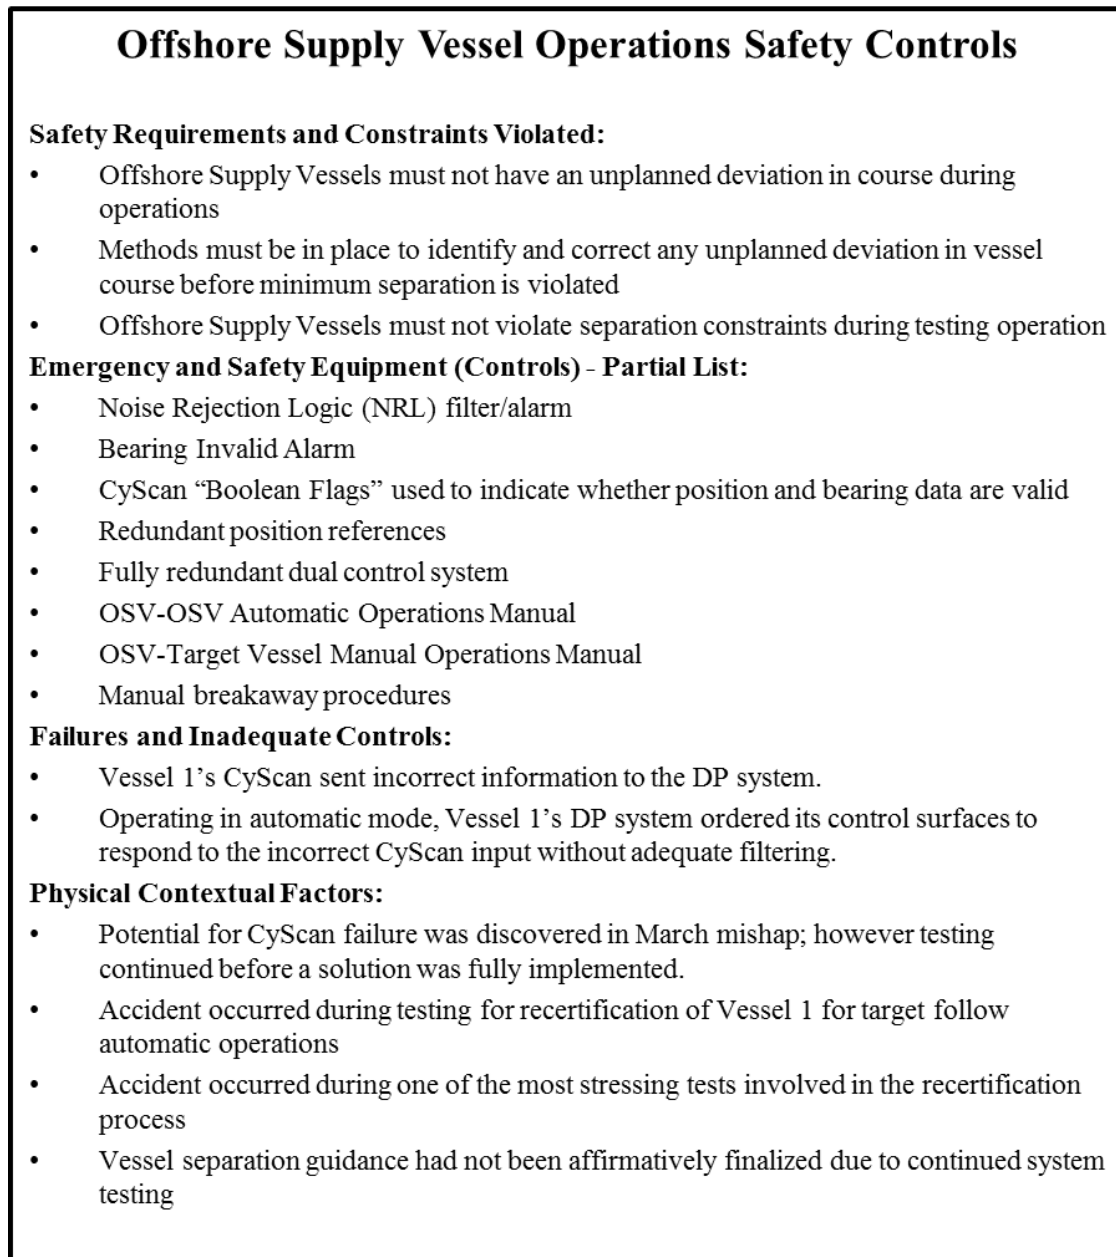 Offshore Supply Vessel Operations Safety Controls
Safety Requirements and Constraints Violated:
• Offshore Supply Vessels must not have an unplanned deviation in course during
operations
• Methods must be in place to identify and correct any unplanned deviation in vessel
course before minimum separation is violated
• Offshore Supply Vessels must not violate separation constraints during testing operation
Emergency and Safety Equipment (Controls) - Partial List:
• Noise Rejection Logic (NRL) filter/alarm
• Bearing Invalid Alarm
• CyScan “Boolean Flags” used to indicate whether position and bearing data are valid
• Redundant position references
• Fully redundant dual control system
• OSV-OSV Automatic Operations Manual
• OSV-Target Vessel Manual Operations Manual
• Manual breakaway procedures
Failures and Inadequate Controls:
• Vessel 1’s CyScan sent incorrect information to the DP system.
• Operating in automatic mode, Vessel 1’s DP system ordered its control surfaces to
respond to the incorrect CyScan input without adequate filtering.
Physical Contextual Factors:
• Potential for CyScan failure was discovered in March mishap; however testing
continued before a solution was fully implemented.
• Accident occurred during testing for recertification of Vessel 1 for target follow
automatic operations
• Accident occurred during one of the most stressing tests involved in the recertification
process
• Vessel separation guidance had not been affirmatively finalized due to continued system
testing